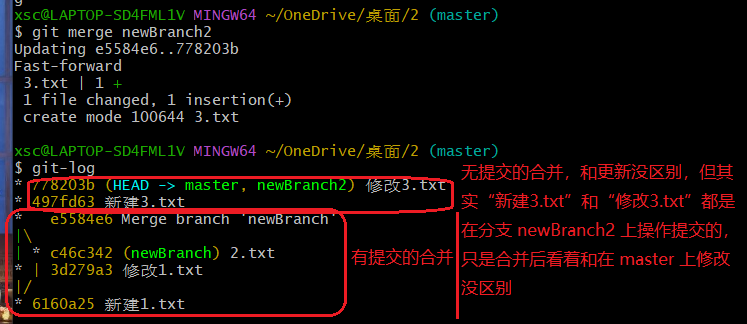 xsc@LAPTOP-SD4FML1V MINGW64 ~/OneDrive/桌面/2 (master)
$ git merge newBranch2
Updating e5584e6..778203b
Fast-forward
 3.txt | 1 +
 1 file changed, 1 insertion(+)
 create mode 100644 3.txt
xsc@LAPTOP-SD4FML1V MINGW64 ~/OneDrive/桌面/2 (master)
$ git-log
* 778203b (HEAD -> master, newBranch2) 修改3.txt
* 497fd63 新建3.txt
*   e5584e6 Merge branch 'newBranch'
|\
| * c46c342 (newBranch) 2.txt
* | 3d279a3 修改1.txt
|/
* 6160a25 新建1.txt
有提交的合并
无提交的合并，和更新没区别，但其
实“新建3.txt”和“修改3.txt”都是
在分支 newBranch2 上操作提交的，
只是合并后看着和在 master 上修改
没区别